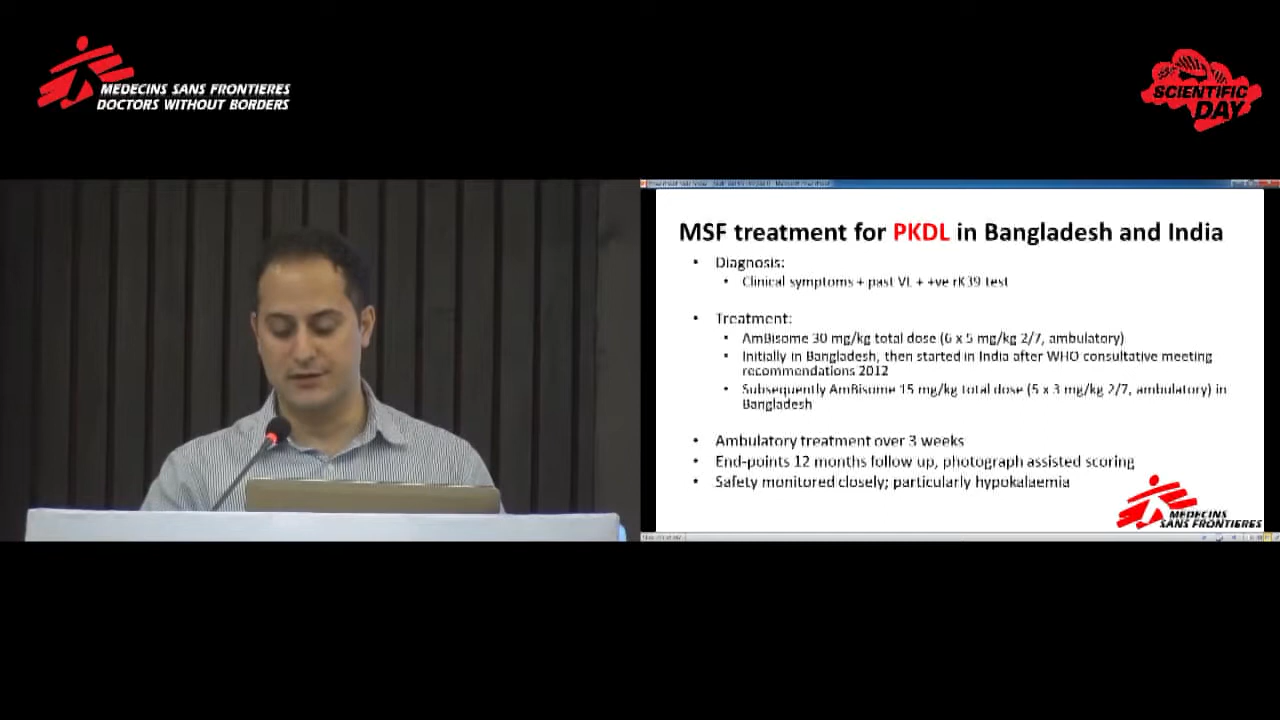 MEDECINS SANS FRONTIERES
DOCTORS WITHOUT BORDERS
SCIENTIFIC
DAY
MSF treatment for PKDL in Bangladesh and India
• Diagnosis:
• Clinical symptoms + past VL + +ve rK39 test
• Treatment:
• AmBisome 30 mg/kg total dose (6 x 5 mg/kg 2/7, ambulatory)
• Initially in Bangladesh, then started in India after WHO consultative meeting
recommendations 2012
• Subsequently AmBisome 15 mg/kg total dose (5 x 3 mg/kg 2/7, ambulatory) in
Bangladesh
• Ambulatory treatment over 3 weeks
• End-points 12 months follow up, photograph assisted scoring
• Safety monitored closely; particularly hypokalaemia
MEDECINS
SANS FRONTIERES